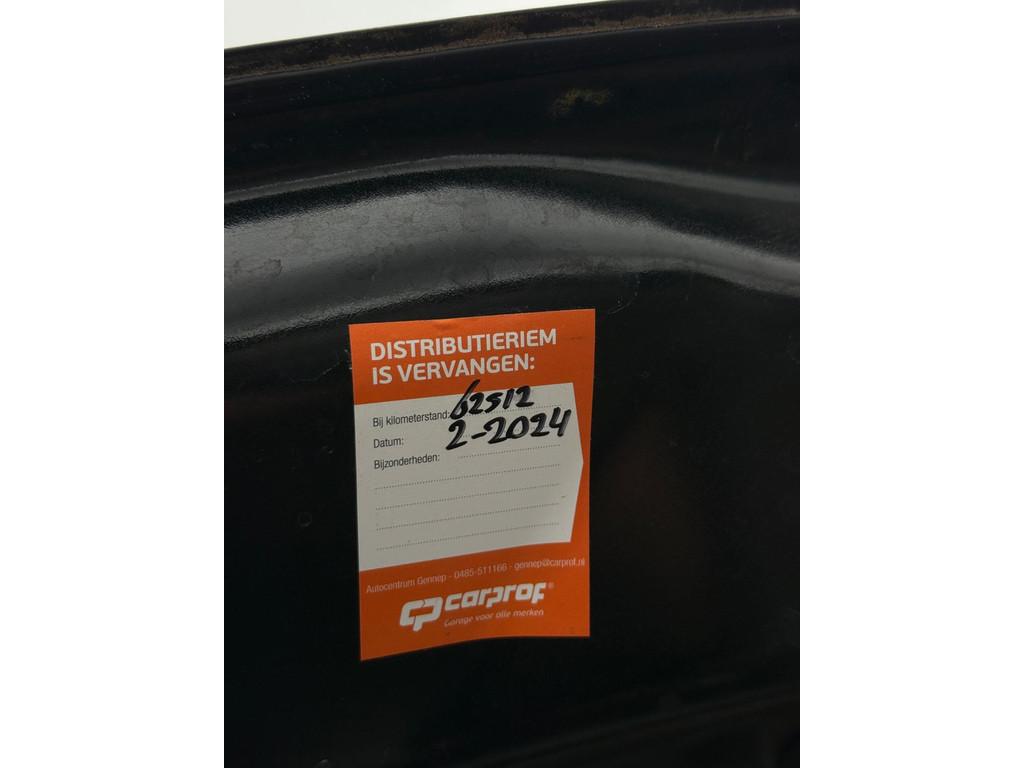 DISTRIBUTIERIEM
IS VERVANGEN:
Bij kilometerstand: 62512
Datum: 2-2024
Bijzonderheden:
Autocentrum Gennep - 0485-511166 - gennep@carprof.nl
CP carprof®
Garage voor alle merken